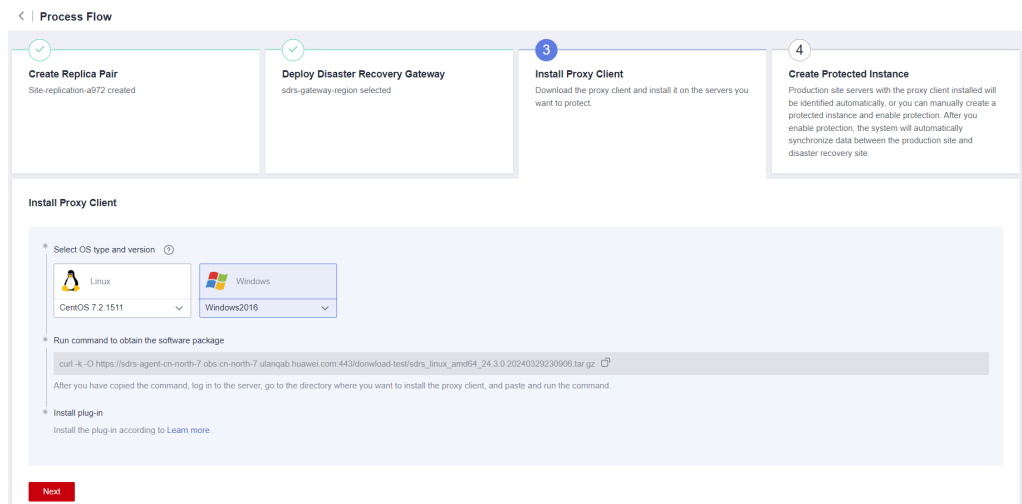 Process Flow
3
4
Create Replica Pair
Site-replication-a972 created
Deploy Disaster Recovery Gateway
sdrs-gateway-region selected
Install Proxy Client
Download the proxy client and install it on the servers you
want to protect.
Create Protected Instance
Production site servers with the proxy client installed will
be identified automatically, or you can manually create a
protected instance and enable protection. After you
enable protection, the system will automatically
synchronize data between the production site and
disaster recovery site.
Install Proxy Client
Select OS type and version ?
Linux
Windows
CentOS 7.2.1511
Windows2016
Run command to obtain the software package
curl -k -O https://sdrs-agent-cn-north-7.obs.cn-north-7.ulanqab.huawei.com:443/donwload-test/sdrs_linux_amd64_24.3.0.20240329230906.tar.gz
After you have copied the command, log in to the server, go to the directory where you want to install the proxy client, and paste and run the command.
Install plug-in
Install the plug-in according to Learn more.
Next